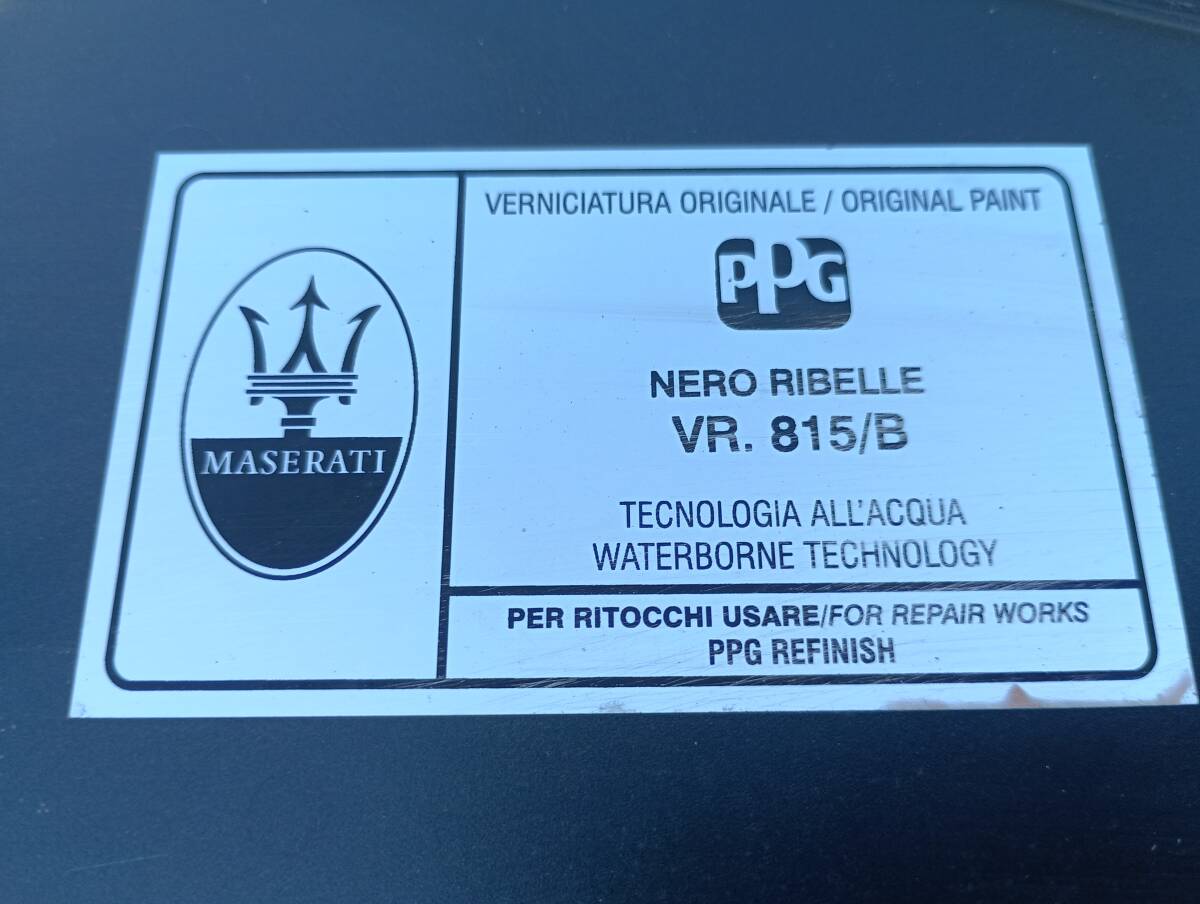 MASERATI
VERNICIATURA ORIGINALE / ORIGINAL PAINT
PPG
NERO RIBELLE
VR. 815/B
TECNOLOGIA ALL'ACQUA
WATERBORNE TECHNOLOGY
PER RITOCCHI USARE/FOR REPAIR WORKS
PPG REFINISH